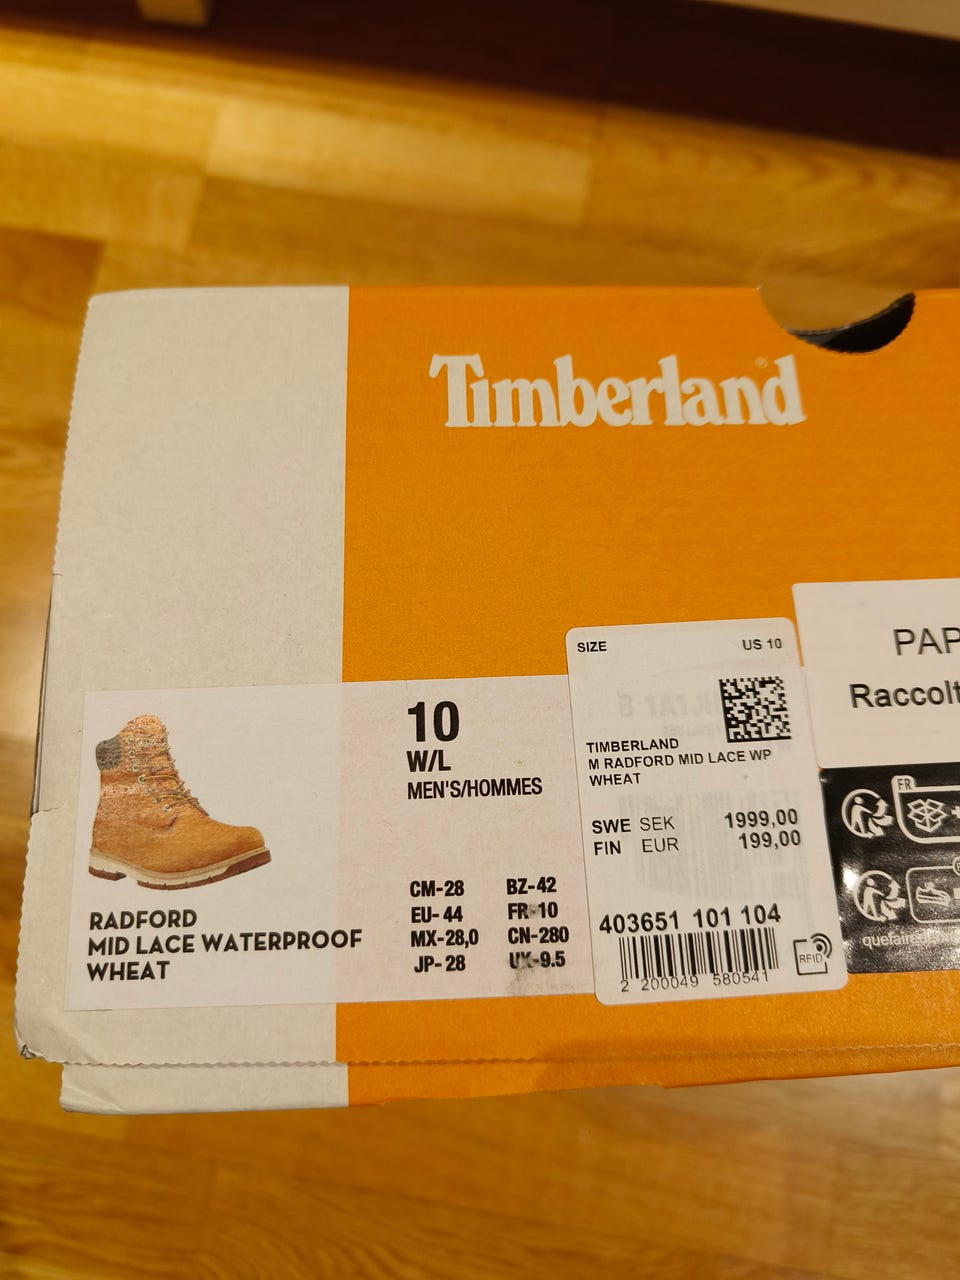 Timberland®
PAP
Raccolt
SIZE US 10
TIMBERLAND
M RADFORD MID LACE WP
WHEAT
SWE SEK 1999,00
FIN EUR 199,00
403651 101 104
2 200049 580541
RFID
10
W/L
MEN'S/HOMMES
CM-28 BZ-42
EU-44 FR-10
MX-28,0 CN-280
JP-28 UK-9.5
RADFORD
MID LACE WATERPROOF
WHEAT
FR